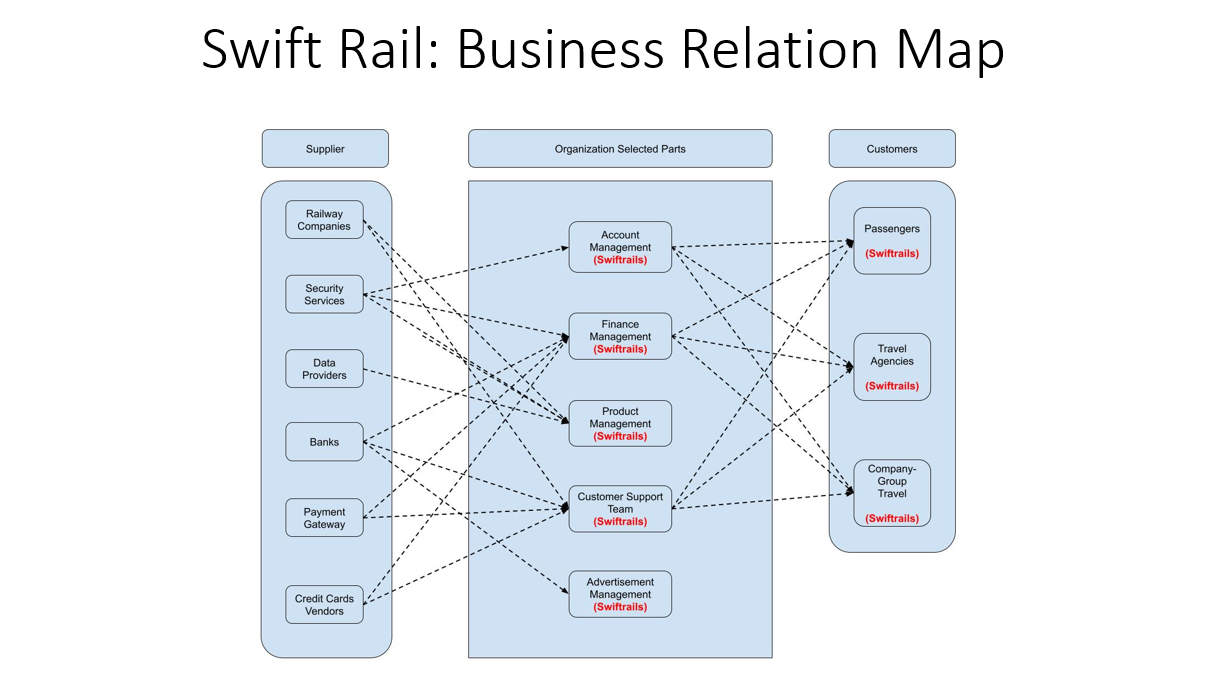 Swift Rail: Business Relation Map
Supplier
Organization Selected Parts
Customers
Railway
Companies
Security
Services
Data
Providers
Banks
Payment
Gateway
Credit Cards
Vendors
Account
Management
(Swiftrails)
Finance
Management
(Swiftrails)
Product
Management
(Swiftrails)
Customer Support
Team
(Swiftrails)
Advertisement
Management
(Swiftrails)
Passengers
(Swiftrails)
Travel
Agencies
(Swiftrails)
Company-
Group
Travel
(Swiftrails)